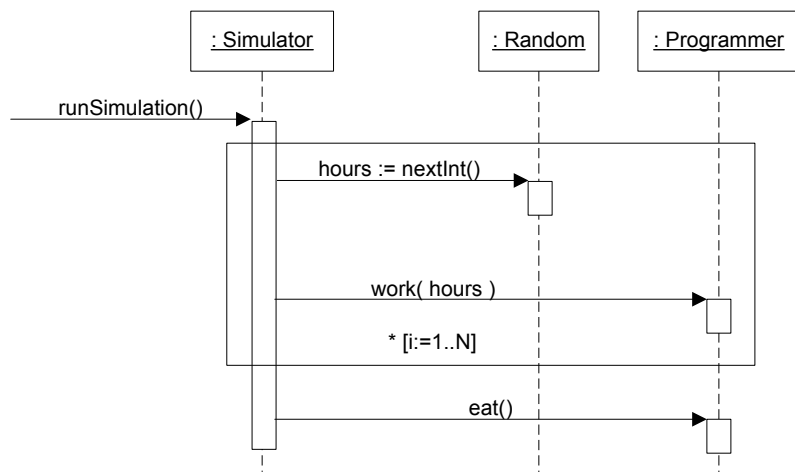 : Simulator
: Random
: Programmer
runSimulation()
hours := nextInt()
work( hours )
* [i:=1..N]
eat()